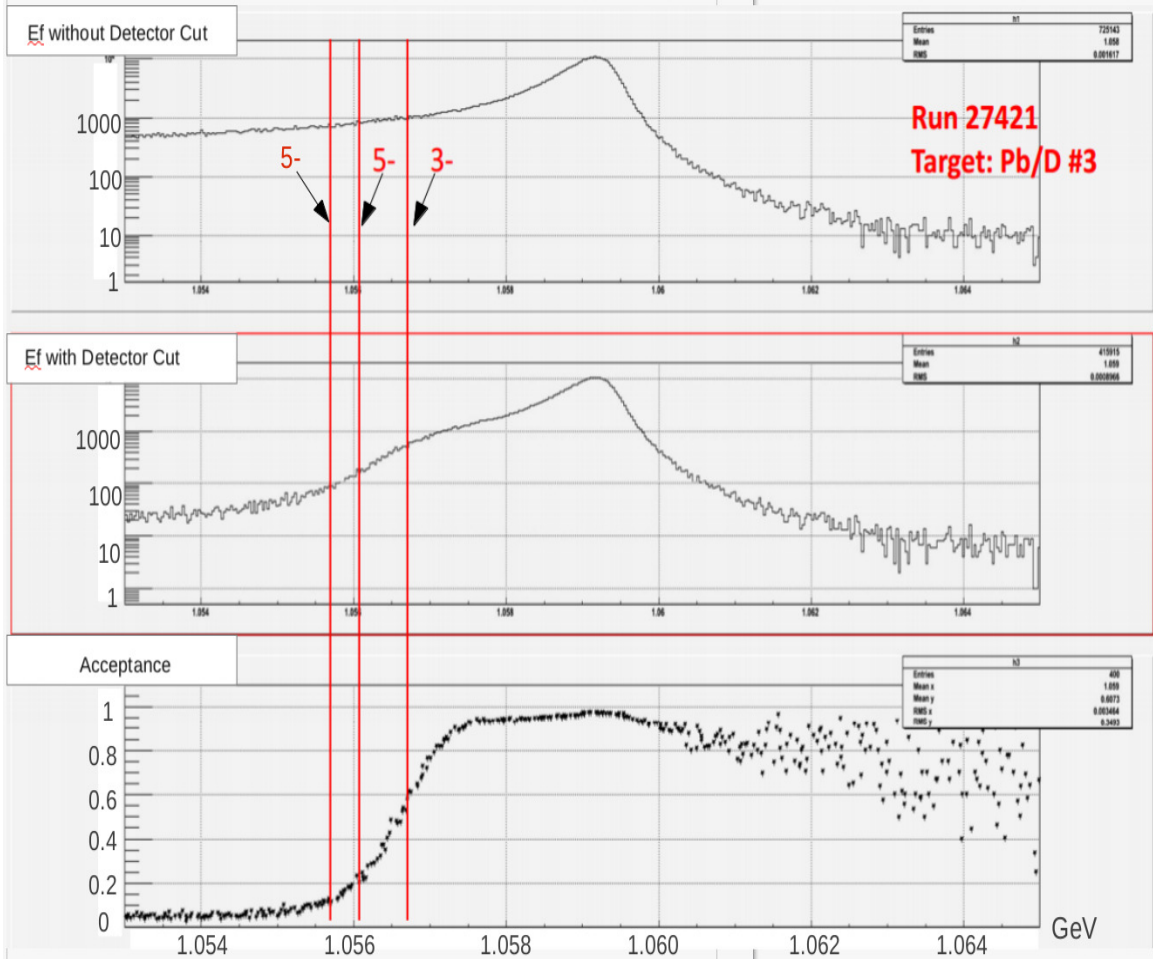 Ef without Detector Cut
h1
Entries 725143
Mean 1.058
RMS 0.001617
10⁴
1000
100
10
1
5-
5-
3-
Run 27421
Target: Pb/D #3
1.054
1.056
1.058
1.06
1.062
1.064
Ef with Detector Cut
h2
Entries 415915
Mean 1.059
RMS 0.0008966
1000
100
10
1
1.054
1.056
1.058
1.06
1.062
1.064
Acceptance
h3
Entries 400
Mean x 1.059
Mean y 0.6073
RMS x 0.003464
RMS y 0.3493
1
0.8
0.6
0.4
0.2
0
1.054
1.056
1.058
1.060
1.062
1.064
GeV